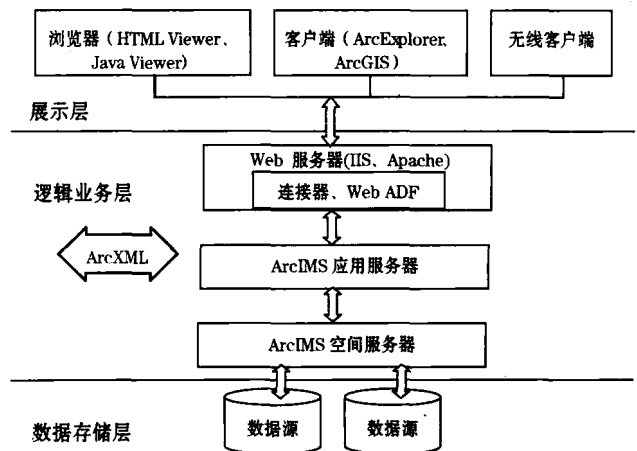 浏览器（HTML Viewer、
Java Viewer)
客户端（ArcExplorer、
ArcGIS）
无线客户端
展示层
Web 服务器(IIS、Apache)
连接器、Web ADF
逻辑业务层
ArcXML
ArcIMS 应用服务器
ArcIMS 空间服务器
数据存储层
数据源
数据源